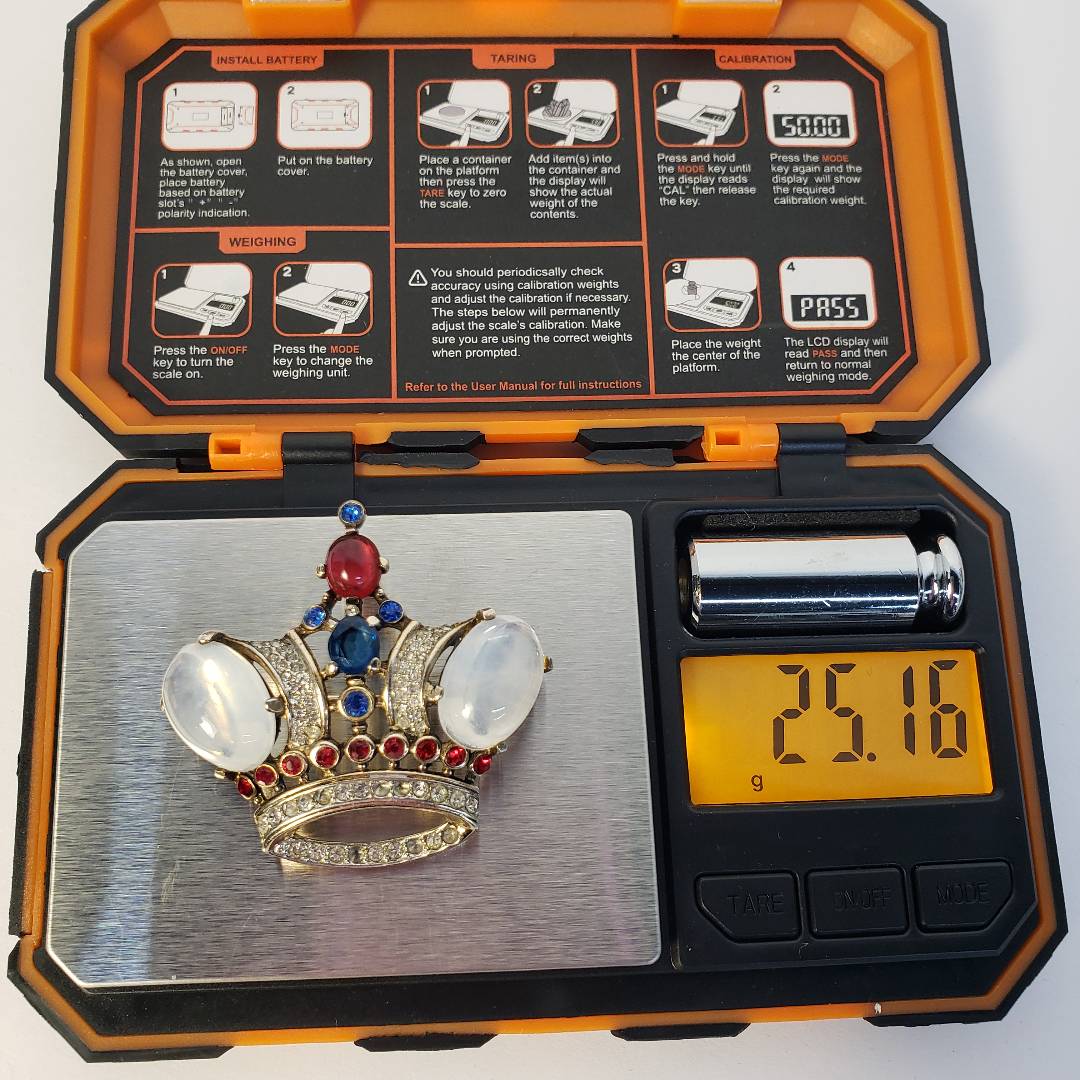 INSTALL BATTERY
1
2
As shown, open
the battery cover,
place battery
based on battery
slot's " +" " -"
polarity indication.
Put on the battery
cover.
TARING
1
2
Place a container
on the platform
then press the
TARE key to zero
the scale.
Add item(s) into
the container and
the display will
show the actual
weight of the
contents.
CALIBRATION
1
2
50.00
Press and hold
the MODE key until
the display reads
"CAL" then release
the key.
Press the MODE
key again and the
display will show
the required
calibration weight.
3
4
PASS
Place the weight
the center of the
platform.
The LCD display will
read PASS and then
return to normal
weighing mode.
WEIGHING
1
2
Press the ON/OFF
key to turn the
scale on.
Press the MODE
key to change the
weighing unit.
You should periodicsally check
accuracy using calibration weights
and adjust the calibration if necessary.
The steps below will permanently
adjust the scale's calibration. Make
sure you are using the correct weights
when prompted.
Refer to the User Manual for full instructions
25.16
g
TARE
ON/OFF
MODE